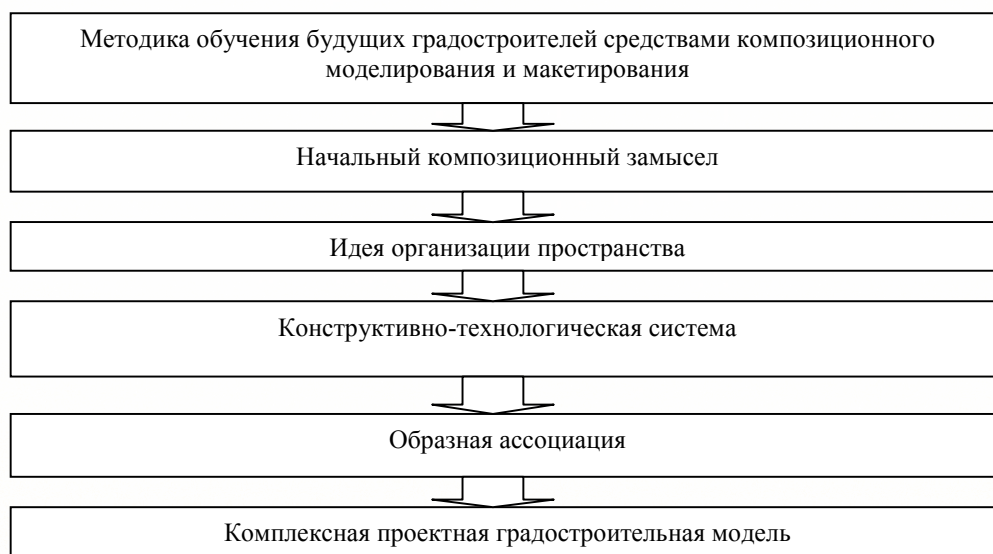 Методика обучения будущих градостроителей средствами композиционного
моделирования и макетирования
Начальный композиционный замысел
Идея организации пространства
Конструктивно-технологическая система
Образная ассоциация
Комплексная проектная градостроительная модель